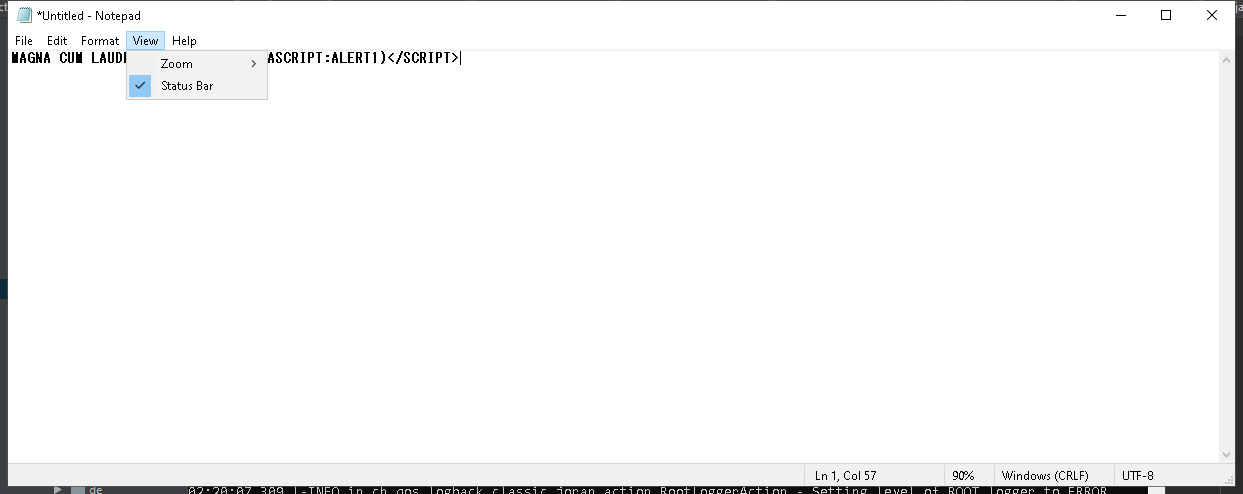 *Untitled - Notepad
File Edit Format View Help
MAGNA CUM LAUD ASCRIPT:ALERT1)</SCRIPT>
Zoom
Status Bar
Ln 1, Col 57 90% Windows (CRLF) UTF-8
de 02:20:07,309 |-INFO in ch.qos.logback.classic.joran.action.RootLoggerAction - Setting level of ROOT logger to ERROR